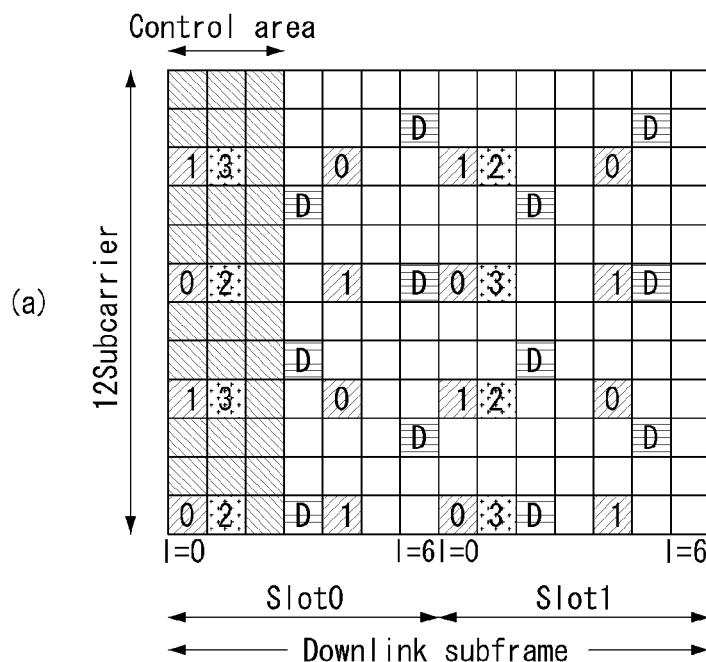 Control area
D D
1 3 0 1 2 0
D D
0 2 1 D 0 3 1 D
(a)
12Subcarrier
D D
1 3 0 1 2 0
D D
0 2 D 1 0 3 D 1
l=0 l=6 l=0 l=6
Slot0 Slot1
Downlink subframe